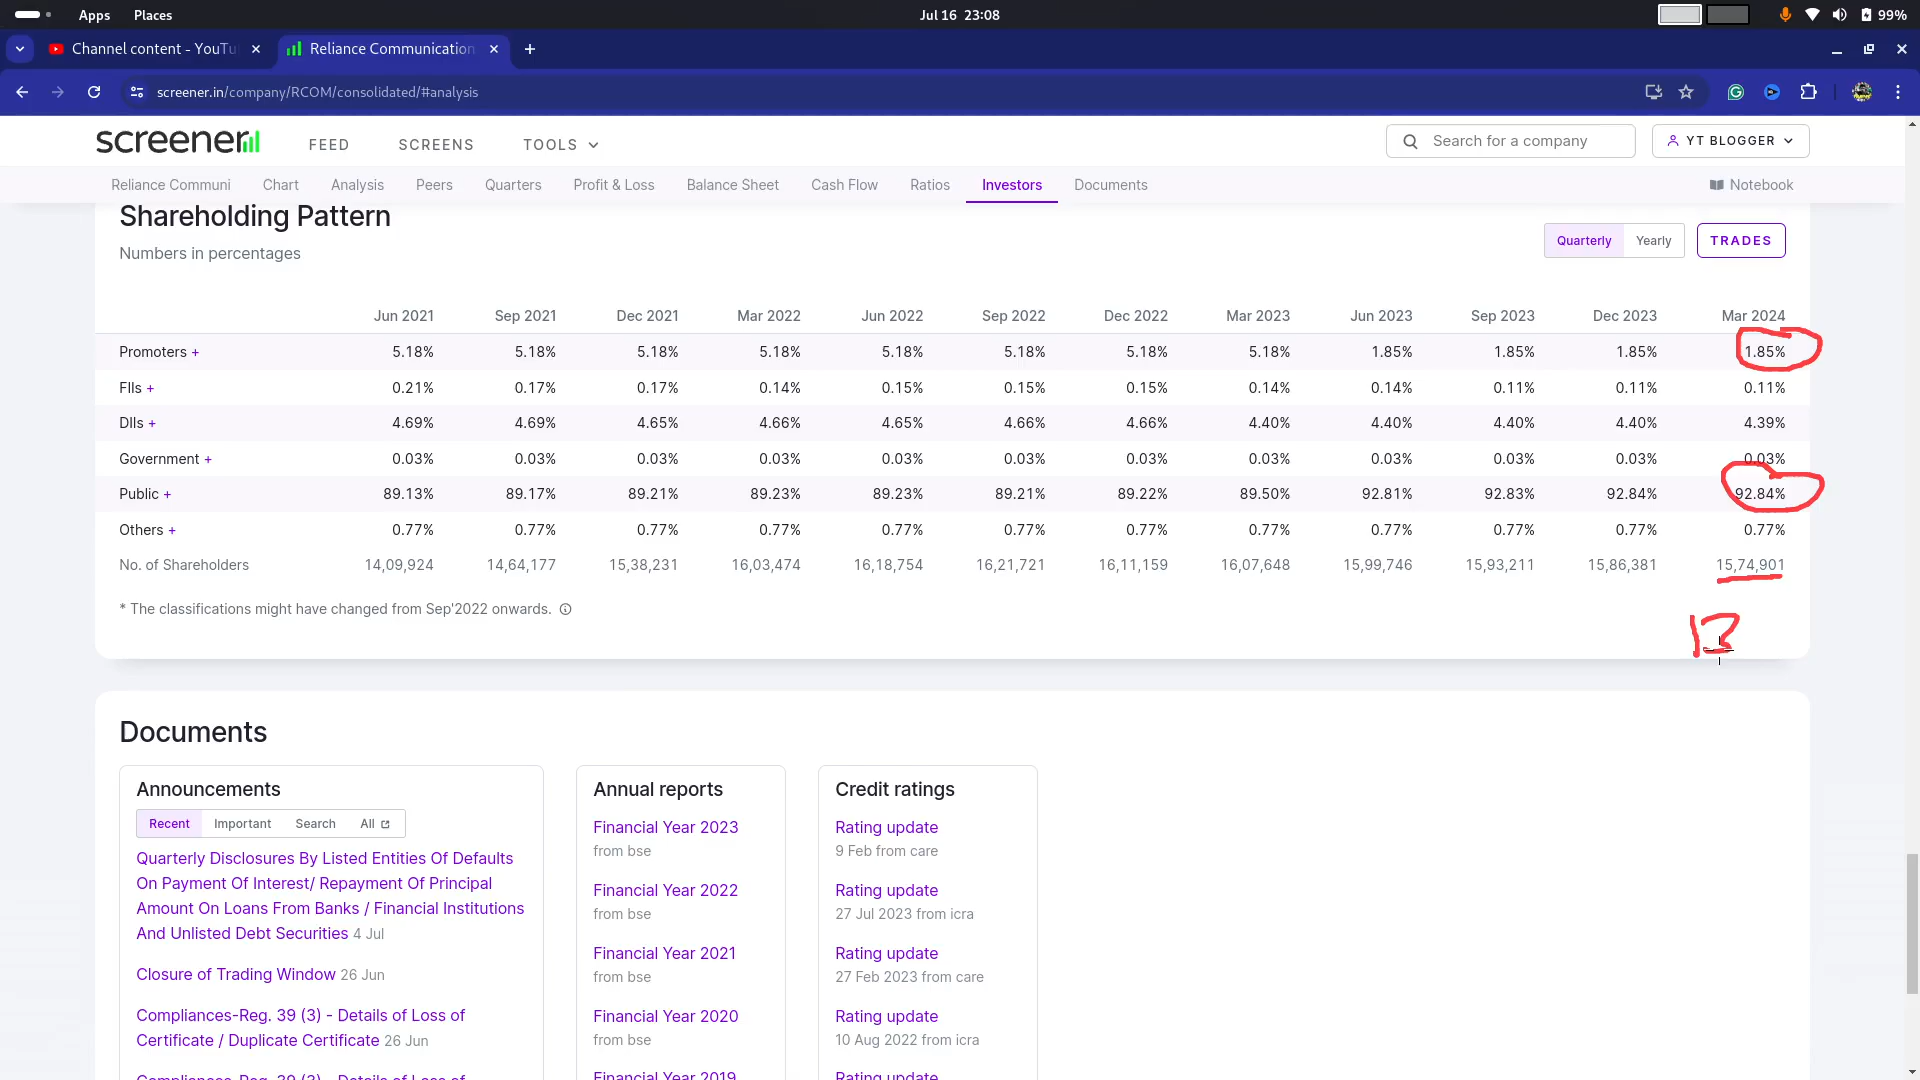 Apps Places Jul 16 23:08 99%
Channel content - YouTu Reliance Communication
screener.in/company/RCOM/consolidated/#analysis
screener FEED SCREENS TOOLS Search for a company YT BLOGGER
Reliance Communi Chart Analysis Peers Quarters Profit & Loss Balance Sheet Cash Flow Ratios Investors Documents Notebook
Shareholding Pattern
Numbers in percentages
Quarterly Yearly TRADES
Jun 2021 Sep 2021 Dec 2021 Mar 2022 Jun 2022 Sep 2022 Dec 2022 Mar 2023 Jun 2023 Sep 2023 Dec 2023 Mar 2024
Promoters + 5.18% 5.18% 5.18% 5.18% 5.18% 5.18% 5.18% 5.18% 1.85% 1.85% 1.85% 1.85%
FIIs + 0.21% 0.17% 0.17% 0.14% 0.15% 0.15% 0.15% 0.14% 0.14% 0.11% 0.11% 0.11%
DIIs + 4.69% 4.69% 4.65% 4.66% 4.65% 4.66% 4.66% 4.40% 4.40% 4.40% 4.40% 4.39%
Government + 0.03% 0.03% 0.03% 0.03% 0.03% 0.03% 0.03% 0.03% 0.03% 0.03% 0.03% 0.03%
Public + 89.13% 89.17% 89.21% 89.23% 89.23% 89.21% 89.22% 89.50% 92.81% 92.83% 92.84% 92.84%
Others + 0.77% 0.77% 0.77% 0.77% 0.77% 0.77% 0.77% 0.77% 0.77% 0.77% 0.77% 0.77%
No. of Shareholders 14,09,924 14,64,177 15,38,231 16,03,474 16,18,754 16,21,721 16,11,159 16,07,648 15,99,746 15,93,211 15,86,381 15,74,901
* The classifications might have changed from Sep'2022 onwards.
Documents
Announcements
Recent Important Search All
Quarterly Disclosures By Listed Entities Of Defaults
On Payment Of Interest/ Repayment Of Principal
Amount On Loans From Banks / Financial Institutions
And Unlisted Debt Securities 4 Jul
Closure of Trading Window 26 Jun
Compliances-Reg. 39 (3) - Details of Loss of
Certificate / Duplicate Certificate 26 Jun
Compliances-Reg. 39 (3) - Details of Loss of
Annual reports
Financial Year 2023
from bse
Financial Year 2022
from bse
Financial Year 2021
from bse
Financial Year 2020
from bse
Financial Year 2019
Credit ratings
Rating update
9 Feb from care
Rating update
27 Jul 2023 from icra
Rating update
27 Feb 2023 from care
Rating update
10 Aug 2022 from icra
Rating update